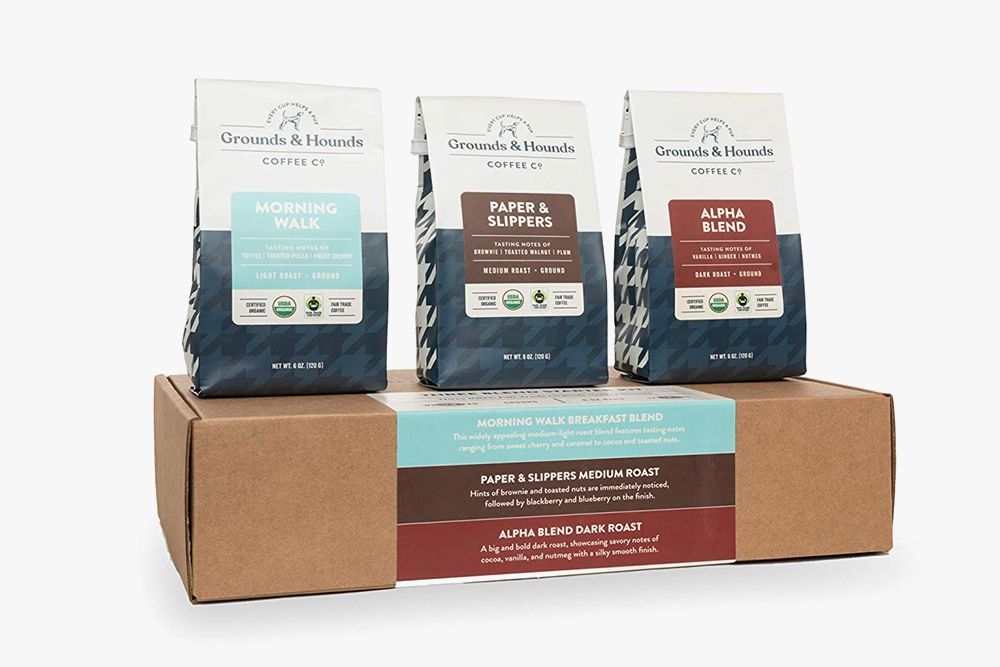 EVERY CUP HELPS A PUP
Grounds & Hounds
COFFEE Cº
MORNING
WALK
TASTING NOTES OF
TOFFEE | TOASTED PECAN | SWEET CHERRY
LIGHT ROAST • GROUND
CERTIFIED
ORGANIC
USDA
ORGANIC
FAIR TRADE
COFFEE
NET WT. 6 OZ. (120 G)
EVERY CUP HELPS A PUP
Grounds & Hounds
COFFEE Cº
PAPER &
SLIPPERS
TASTING NOTES OF
BROWNIE | TOASTED WALNUT | PLUM
MEDIUM ROAST • GROUND
CERTIFIED
ORGANIC
USDA
ORGANIC
FAIR TRADE
COFFEE
NET WT. 6 OZ. (120 G)
EVERY CUP HELPS A PUP
Grounds & Hounds
COFFEE Cº
ALPHA
BLEND
TASTING NOTES OF
VANILLA | GINGER | NUTMEG
DARK ROAST • GROUND
CERTIFIED
ORGANIC
USDA
ORGANIC
FAIR TRADE
COFFEE
NET WT. 6 OZ. (120 G)
THREE BLEND STARTER KIT
MORNING WALK BREAKFAST BLEND
This widely appealing medium-light roast blend features tasting notes
ranging from sweet cherry and caramel to cocoa and toasted nuts.
PAPER & SLIPPERS MEDIUM ROAST
Hints of brownie and toasted nuts are immediately noticed,
followed by blackberry and blueberry on the finish.
ALPHA BLEND DARK ROAST
A big and bold dark roast, showcasing savory notes of
cocoa, vanilla, and nutmeg with a silky smooth finish.